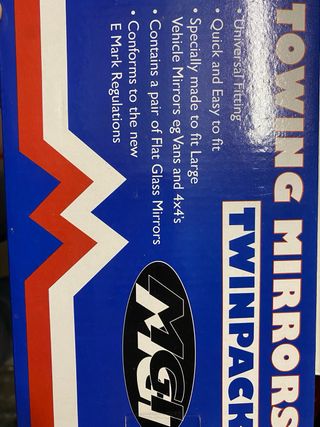 TOWING MIRRORS
TWINPACK
• Universal Fitting
• Quick and Easy to fit
• Specially made to fit Large
Vehicle Mirrors eg Vans and 4x4's
• Contains a pair of Flat Glass Mirrors
• Conforms to the new
E Mark Regulations